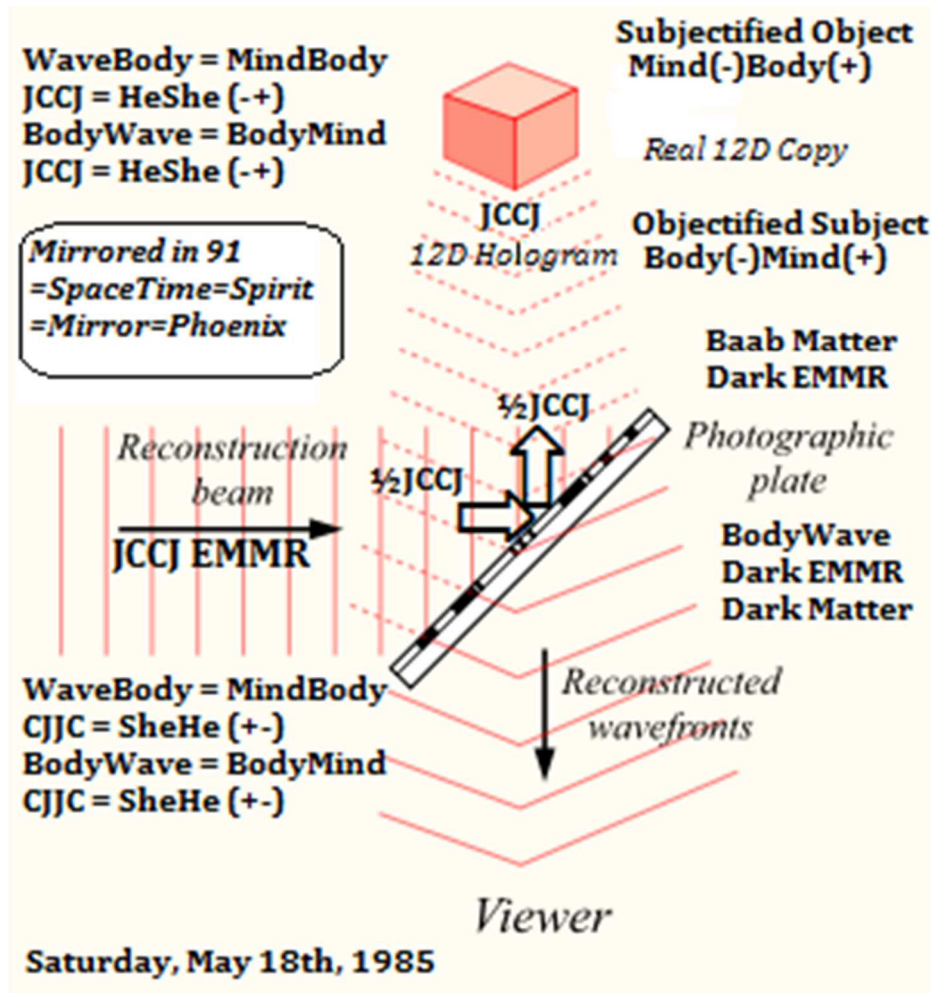 WaveBody = MindBody
JCCJ = HeShe (-+)
BodyWave = BodyMind
JCCJ = HeShe (-+)
Subjectified Object
Mind(-)Body(+)
Real 12D Copy
JCCJ
12D Hologram
Objectified Subject
Body(-)Mind(+)
Mirrored in 91
=SpaceTime=Spirit
=Mirror=Phoenix
Baab Matter
Dark EMMR
½JCCJ
Photographic
plate
Reconstruction
beam
½JCCJ
JCCJ EMMR
BodyWave
Dark EMMR
Dark Matter
WaveBody = MindBody
CJJC = SheHe (+-)
BodyWave = BodyMind
CJJC = SheHe (+-)
Reconstructed
wavefronts
Viewer
Saturday, May 18th, 1985